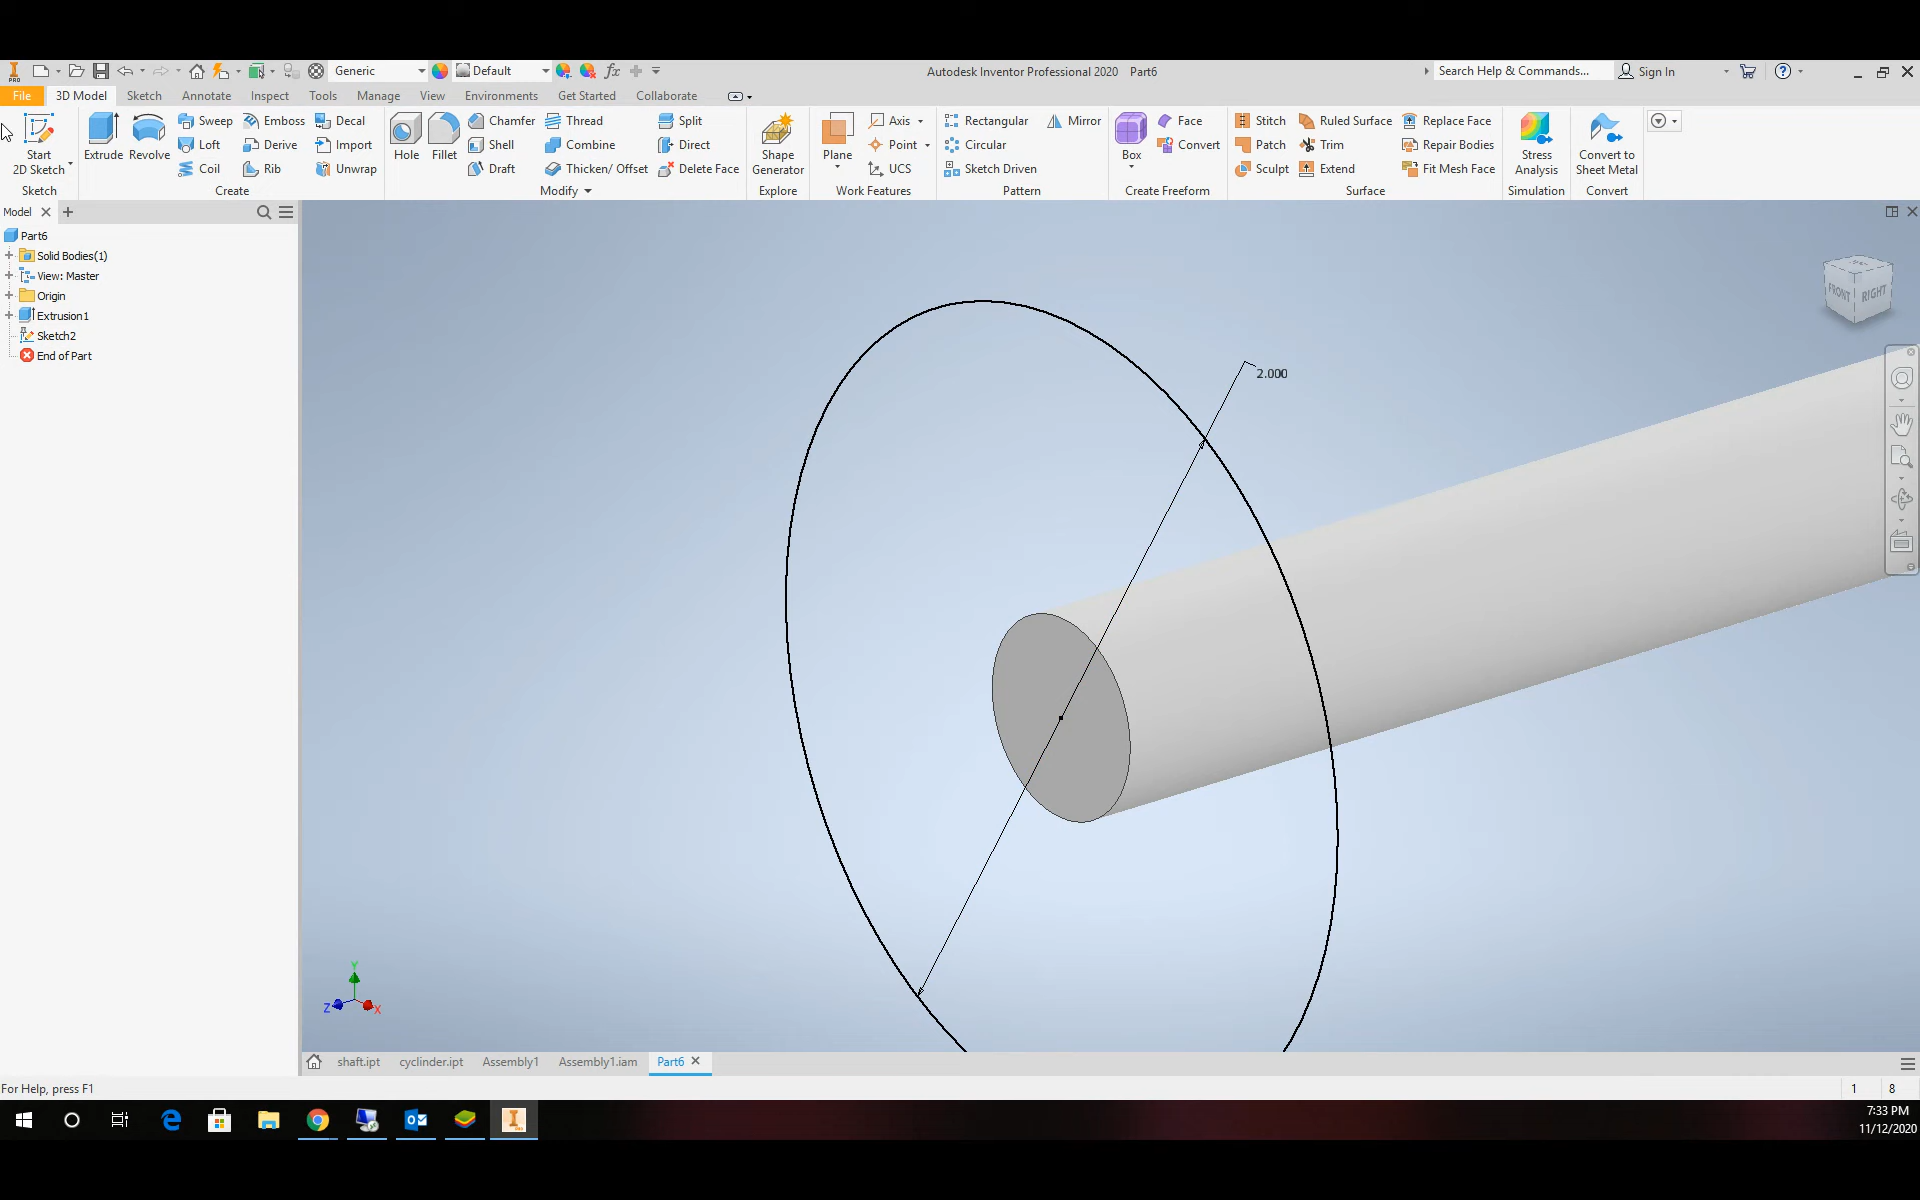 PRO Generic Default fx Autodesk Inventor Professional 2020 Part6 Search Help & Commands... Sign In
File 3D Model Sketch Annotate Inspect Tools Manage View Environments Get Started Collaborate
Sweep Emboss Decal Chamfer Thread Split Axis Rectangular Mirror Face Stitch Ruled Surface Replace Face
Start Extrude Revolve Loft Derive Import Hole Fillet Shell Combine Direct Shape Plane Point Circular Box Convert Patch Trim Repair Bodies Stress Convert to
2D Sketch Coil Rib Unwrap Draft Thicken/ Offset Delete Face Generator UCS Sketch Driven Sculpt Extend Fit Mesh Face Analysis Sheet Metal
Sketch Create Modify Explore Work Features Pattern Create Freeform Surface Simulation Convert
Model
Part6
Solid Bodies(1)
View: Master
Origin
Extrusion1
Sketch2
End of Part
2.000
FRONT RIGHT
Y
Z X
shaft.ipt cyclinder.ipt Assembly1 Assembly1.iam Part6
For Help, press F1 1 8
7:33 PM
11/12/2020